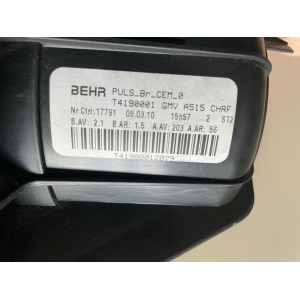 BEHR PULS_Br_CEM_0
T4190001 GMV A515 CHRF
Nr Ctrl:17791 08.03.10 15h57 2 ST2
B.AV: 2.1 B.AR: 1.5 A.AV: 203 A.AR: 56
T41900010879